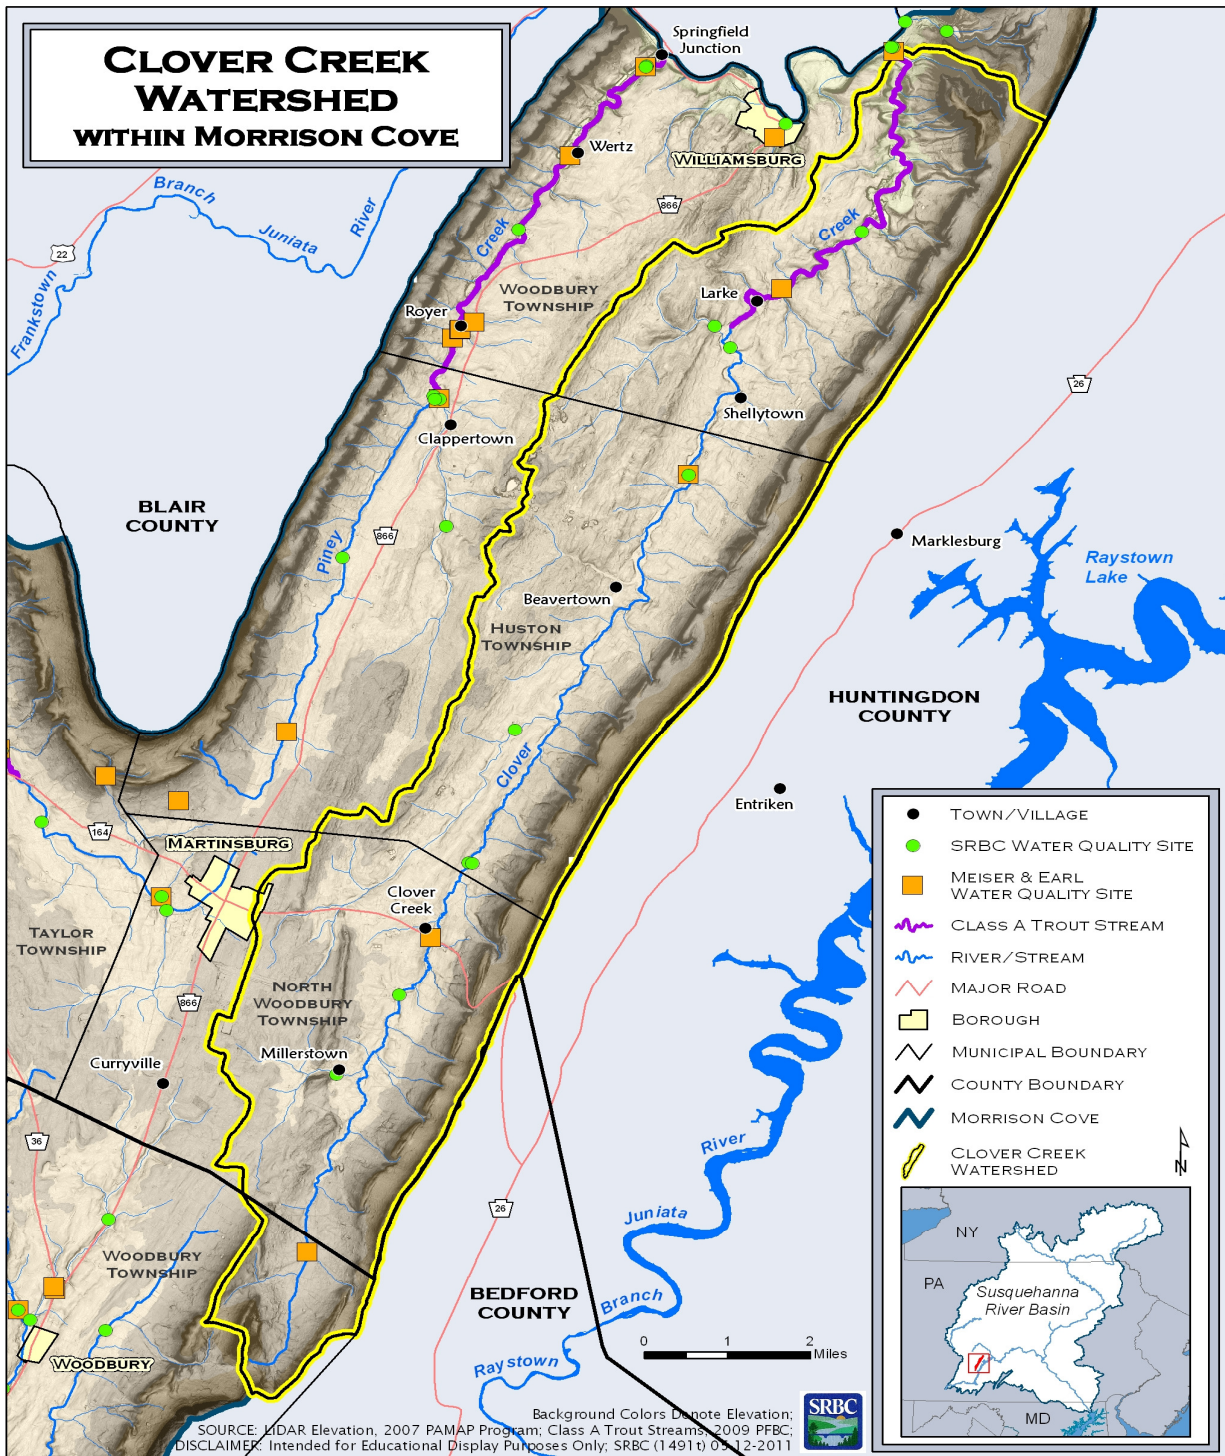 Clover Creek
Watershed
within Morrison Cove
Springfield
Junction
Wertz
Williamsburg
866
Branch
Juniata
River
Frankstown
22
Creek
Creek
Woodbury
Township
Larke
Royer
26
Shellytown
Clappertown
Blair
County
866
Piney
Marklesburg
Raystown
Lake
Beavertown
Huston
Township
Huntingdon
County
Clover
Entriken
164
Martinsburg
Clover
Creek
Taylor
Township
North
Woodbury
Township
866
Millerstown
Curryville
36
River
Juniata
26
Woodbury
Township
Bedford
County
Branch
Raystown
Woodbury
0 1 2
Miles
Town/Village
SRBC Water Quality Site
Meiser & Earl
Water Quality Site
Class A Trout Stream
River/Stream
Major Road
Borough
Municipal Boundary
County Boundary
Morrison Cove
Clover Creek
Watershed
N
NY
PA
Susquehanna
River Basin
MD
SRBC
Background Colors Denote Elevation;
SOURCE: LiDAR Elevation, 2007 PAMAP Program; Class A Trout Streams, 2009 PFBC;
DISCLAIMER: Intended for Educational Display Purposes Only; SRBC (1491t) 05-12-2011